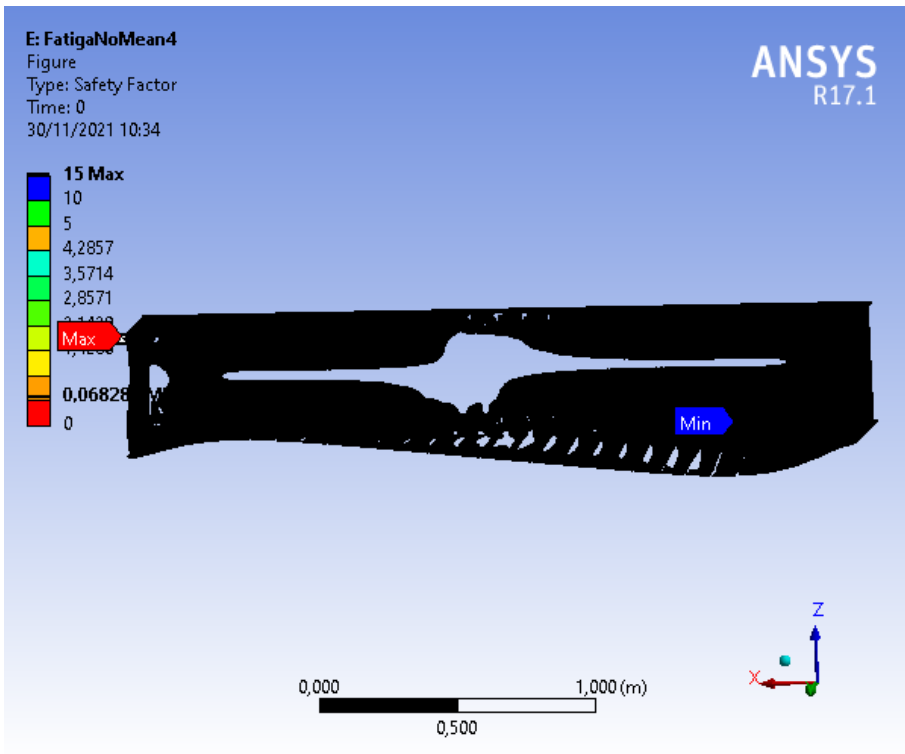 E: FatigaNoMean4
Figure
Type: Safety Factor
Time: 0
30/11/2021 10:34
ANSYS
R17.1
15 Max
10
5
4,2857
3,5714
2,8571
Max
0,0682
0
Min
0,000
1,000 (m)
0,500
Z
X